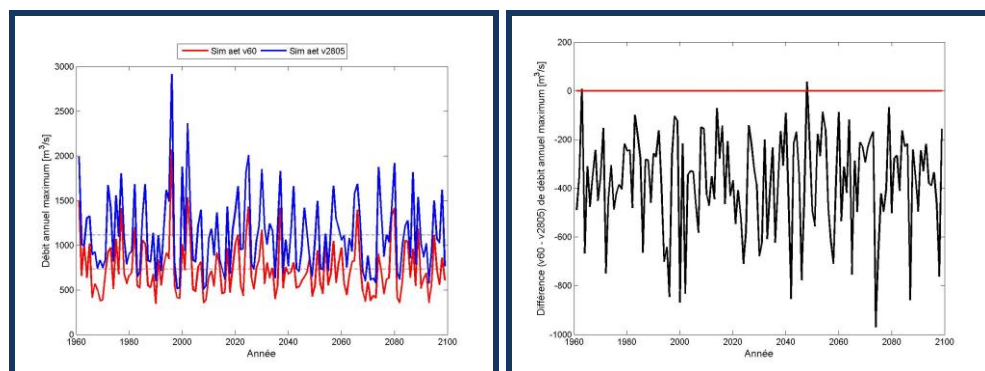 Sim aet v60 Sim aet v2805
Débit annuel maximum [m³/s]
3000
2500
2000
1500
1000
500
0
1960 1980 2000 2020 2040 2060 2080 2100
Année
Différence (v60 - v2805) de débit annuel maximum [m³/s]
200
0
-200
-400
-600
-800
-1000
1960 1980 2000 2020 2040 2060 2080 2100
Année